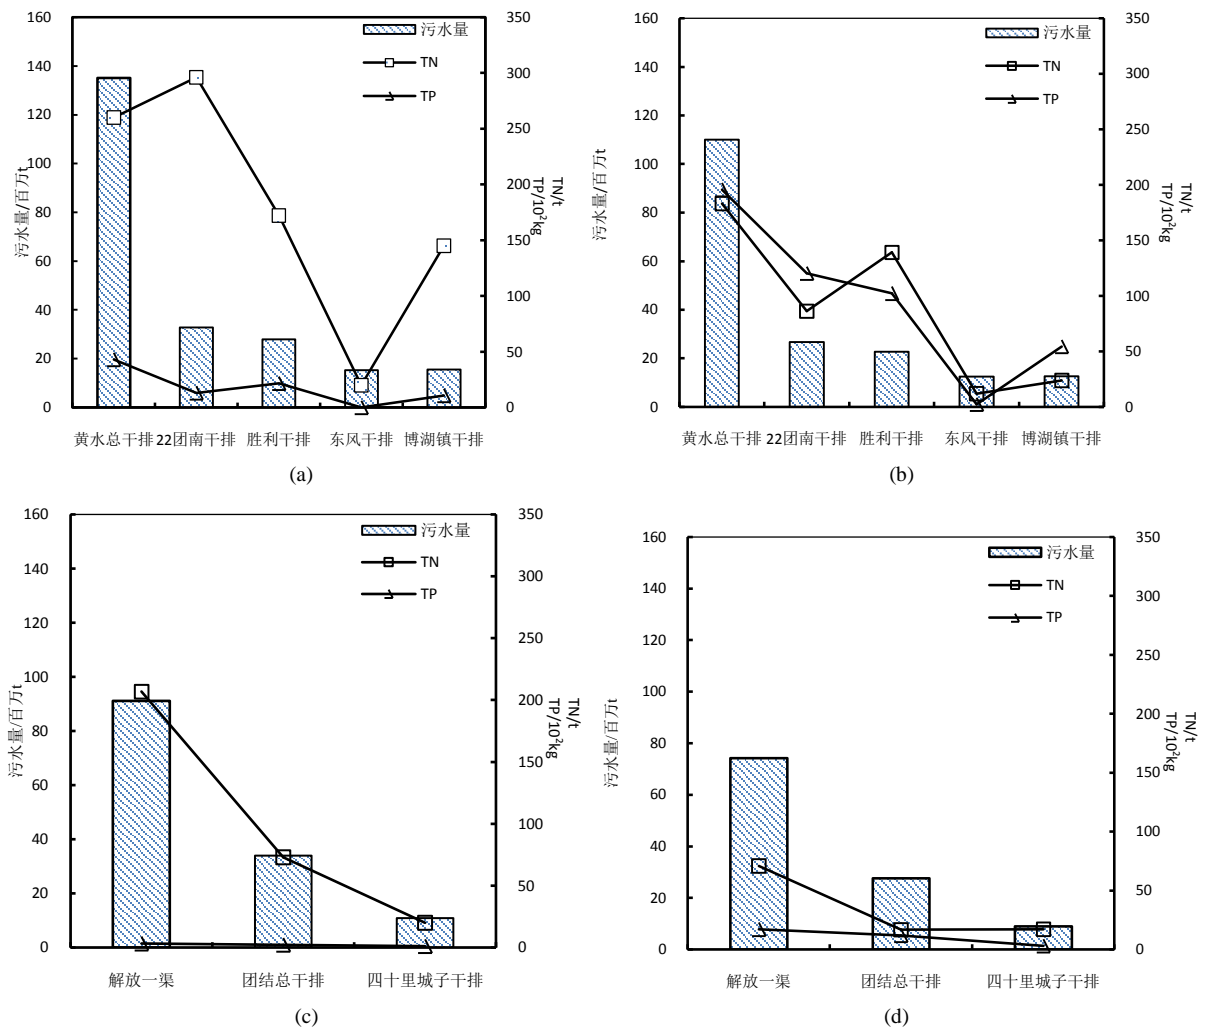 160
140
120
100
80
60
40
20
0
污水量/百万t
污水量
TN
TP
350
300
250
200
150
100
50
0
TN/t
TP/10²kg
黄水总干排 22团南干排 胜利干排 东风干排 博湖镇干排
(a)
160
140
120
100
80
60
40
20
0
污水量/百万t
污水量
TN
TP
350
300
250
200
150
100
50
0
TN/t
TP/10²kg
黄水总干排 22团南干排 胜利干排 东风干排 博湖镇干排
(b)
160
140
120
100
80
60
40
20
0
污水量/百万t
污水量
TN
TP
350
300
250
200
150
100
50
0
TN/t
TP/10²kg
解放一渠 团结总干排 四十里城子干排
(c)
160
140
120
160
100
80
60
40
20
0
污水量/百万t
污水量
TN
TP
350
300
250
200
150
100
50
0
TN/t
TP/10²kg
解放一渠 团结总干排 四十里城子干排
(d)